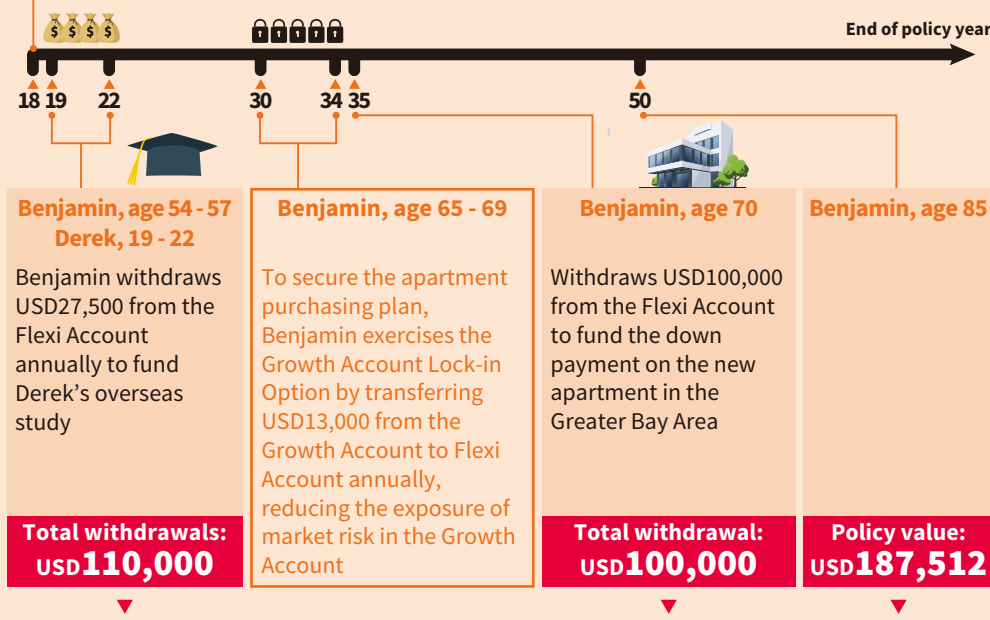 End of policy year
18 19 22 30 34 35 50
Benjamin, age 54 - 57
Derek, 19 - 22
Benjamin withdraws
USD27,500 from the
Flexi Account
annually to fund
Derek’s overseas
study
Total withdrawals:
USD110,000
Benjamin, age 65 - 69
To secure the apartment
purchasing plan,
Benjamin exercises the
Growth Account Lock-in
Option by transferring
USD13,000 from the
Growth Account to Flexi
Account annually,
reducing the exposure of
market risk in the Growth
Account
Benjamin, age 70
Withdraws USD100,000
from the Flexi Account
to fund the down
payment on the new
apartment in the
Greater Bay Area
Total withdrawal:
USD100,000
Benjamin, age 85
Policy value:
USD187,512